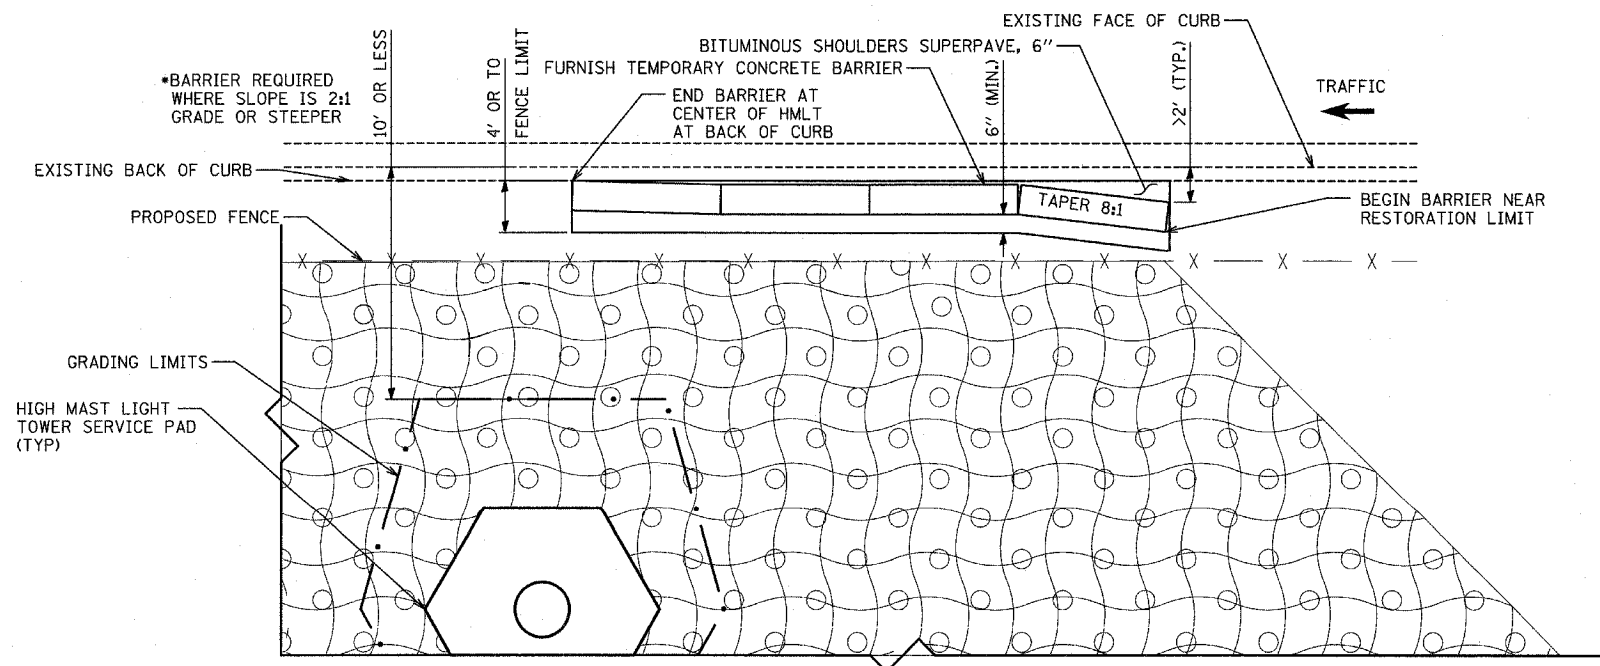 EXISTING FACE OF CURB
BITUMINOUS SHOULDERS SUPERPAVE, 6"
FURNISH TEMPORARY CONCRETE BARRIER
*BARRIER REQUIRED
WHERE SLOPE IS 2:1
GRADE OR STEEPER
10' OR LESS
4' OR TO
FENCE LIMIT
END BARRIER AT
CENTER OF HMLT
AT BACK OF CURB
6" (MIN.)
>2' (TYP.)
TRAFFIC
EXISTING BACK OF CURB
TAPER 8:1
BEGIN BARRIER NEAR
RESTORATION LIMIT
PROPOSED FENCE
X X X X X X X X X X X X X
GRADING LIMITS
HIGH MAST LIGHT
TOWER SERVICE PAD
(TYP)